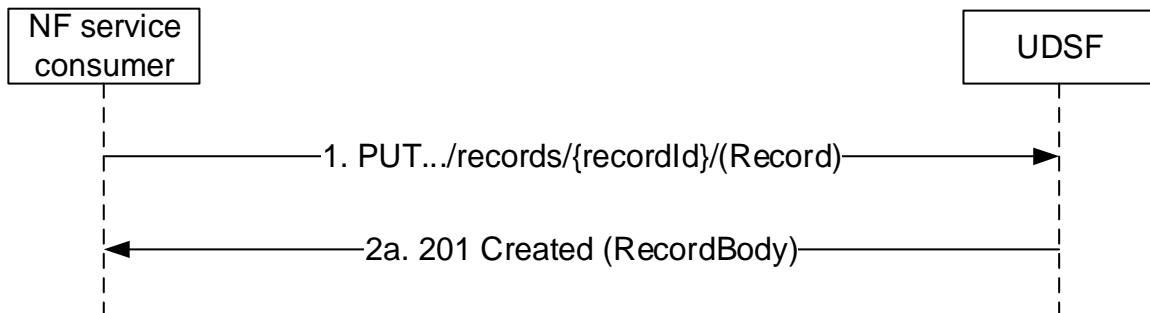 NF service
consumer
UDSF
1. PUT.../records/{recordId}/(Record)
2a. 201 Created (RecordBody)